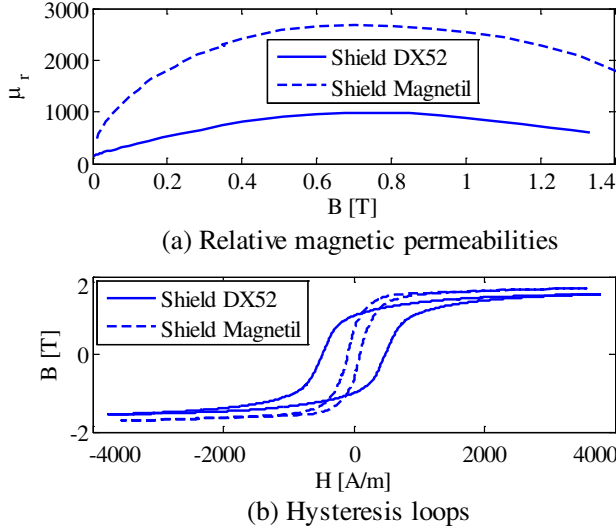 3000
2000
1000
0
μr
Shield DX52
Shield Magnetil
0 0.2 0.4 0.6 0.8 1 1.2 1.4
B [T]
(a) Relative magnetic permeabilities
2
0
-2
B [T]
Shield DX52
Shield Magnetil
-4000 -2000 0 2000 4000
H [A/m]
(b) Hysteresis loops